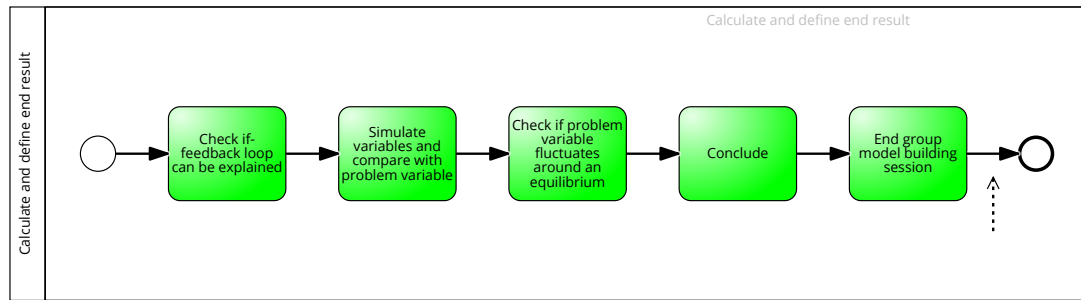 Calculate and define end result
Calculate and define end result
Check if-
feedback loop
can be explained
Simulate
variables and
compare with
problem variable
Check if problem
variable
fluctuates
around an
equilibrium
Conclude
End group
model building
session